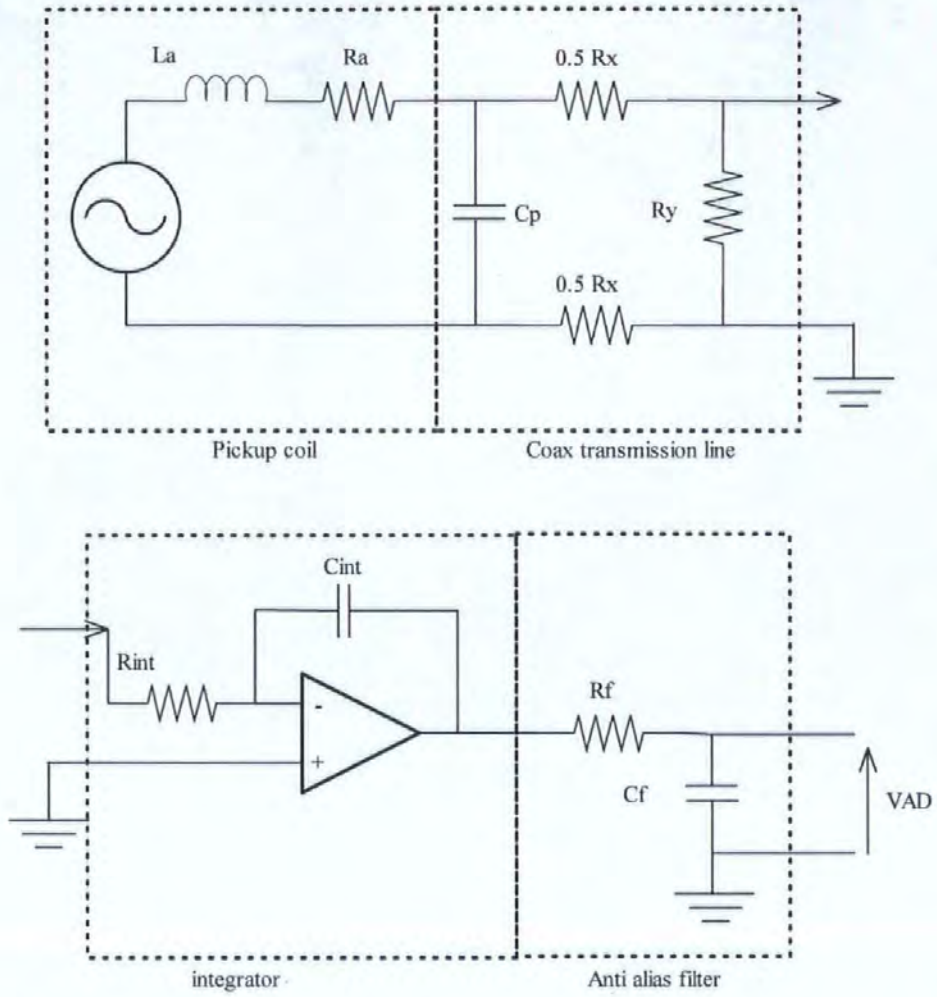 La
Ra
0.5 Rx
Cp
Ry
0.5 Rx
Pickup coil
Coax transmission line
Cint
Rint
-
+
Rf
Cf
VAD
integrator
Anti alias filter